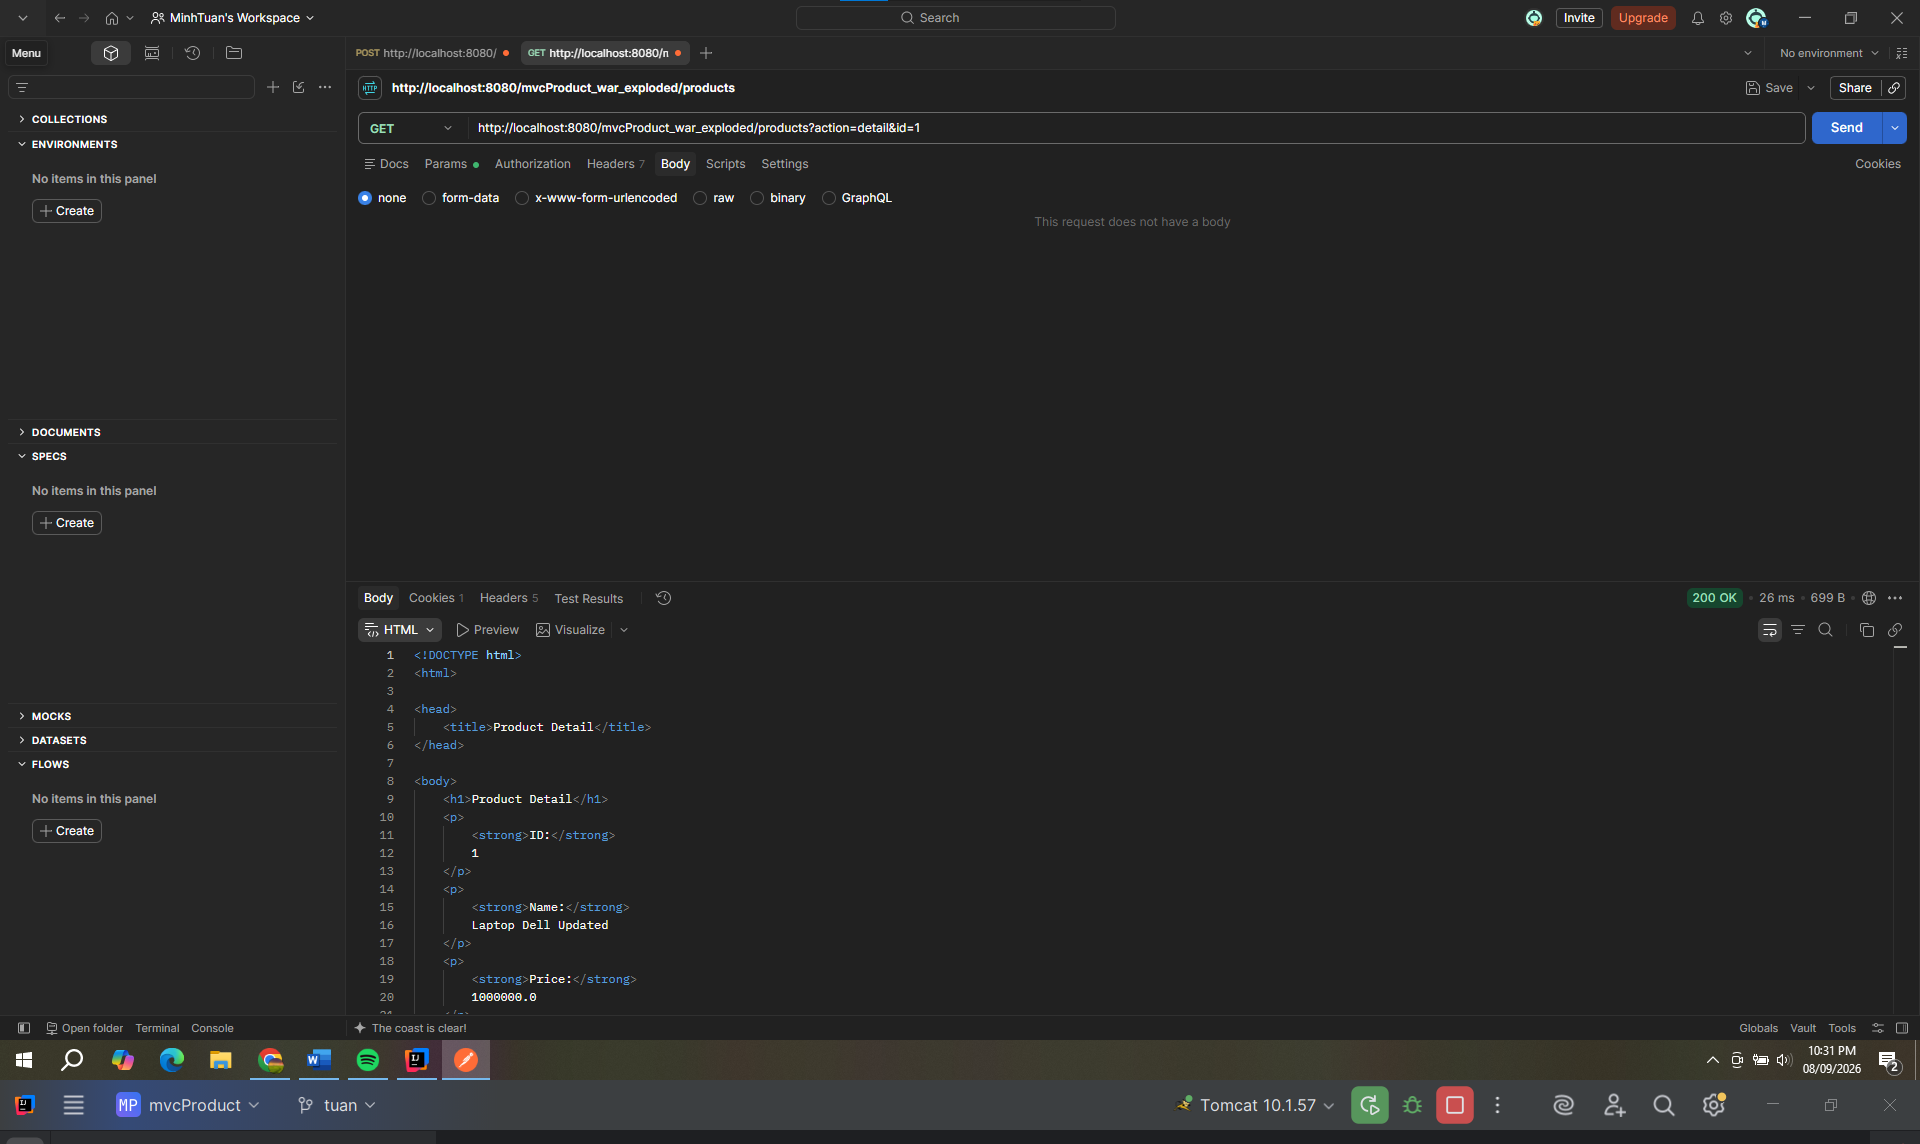 MinhTuan's Workspace
Search
Invite
Upgrade
Menu
POST http://localhost:8080/
GET http://localhost:8080/n
No environment
HTTP
http://localhost:8080/mvcProduct_war_exploded/products
Save
Share
COLLECTIONS
ENVIRONMENTS
No items in this panel
Create
GET
http://localhost:8080/mvcProduct_war_exploded/products?action=detail&id=1
Send
Docs
Params
Authorization
Headers 7
Body
Scripts
Settings
Cookies
none
form-data
x-www-form-urlencoded
raw
binary
GraphQL
This request does not have a body
DOCUMENTS
SPECS
No items in this panel
Create
MOCKS
DATASETS
FLOWS
No items in this panel
Create
Body
Cookies 1
Headers 5
Test Results
200 OK
26 ms
699 B
HTML
Preview
Visualize
1 <!DOCTYPE html>
2 <html>
3
4 <head>
5 <title>Product Detail</title>
6 </head>
7
8 <body>
9 <h1>Product Detail</h1>
10 <p>
11 <strong>ID:</strong>
12 1
13 </p>
14 <p>
15 <strong>Name:</strong>
16 Laptop Dell Updated
17 </p>
18 <p>
19 <strong>Price:</strong>
20 1000000.0
Open folder
Terminal
Console
The coast is clear!
Globals
Vault
Tools
10:31 PM
08/09/2026
2
MP
mvcProduct
tuan
Tomcat 10.1.57